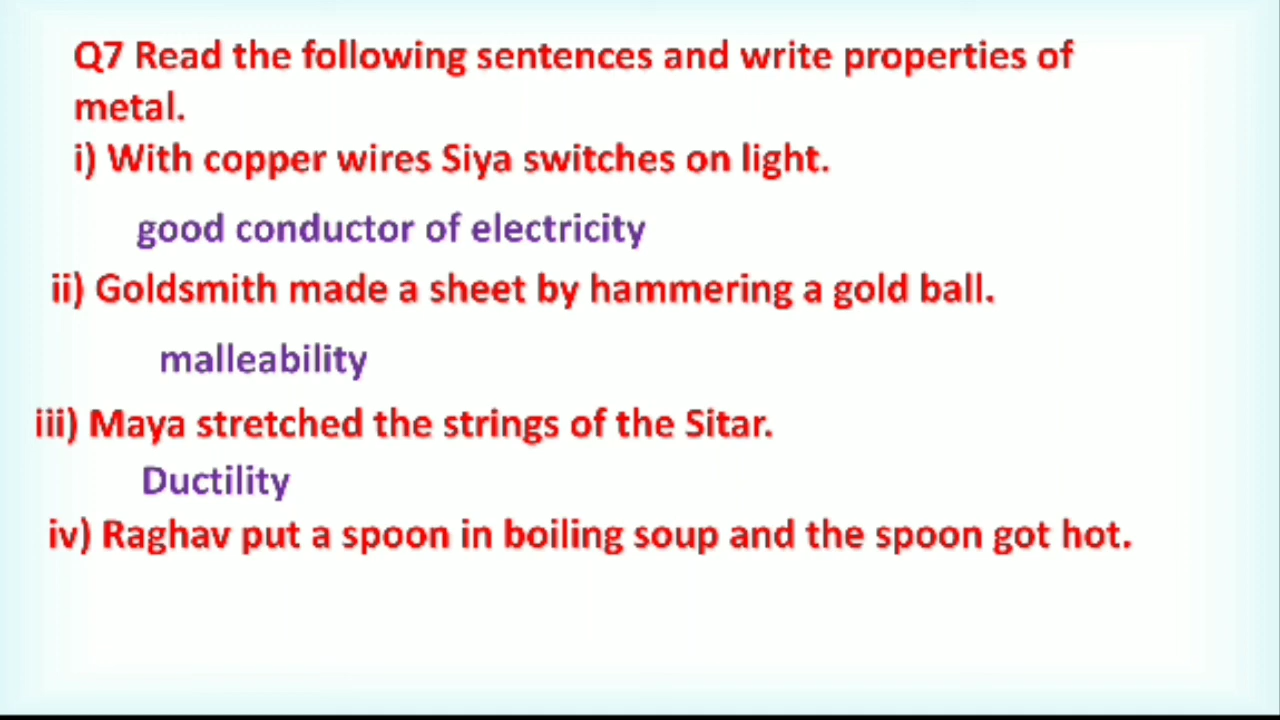 Q7 Read the following sentences and write properties of
metal.
i) With copper wires Siya switches on light.
good conductor of electricity
ii) Goldsmith made a sheet by hammering a gold ball.
malleability
iii) Maya stretched the strings of the Sitar.
Ductility
iv) Raghav put a spoon in boiling soup and the spoon got hot.